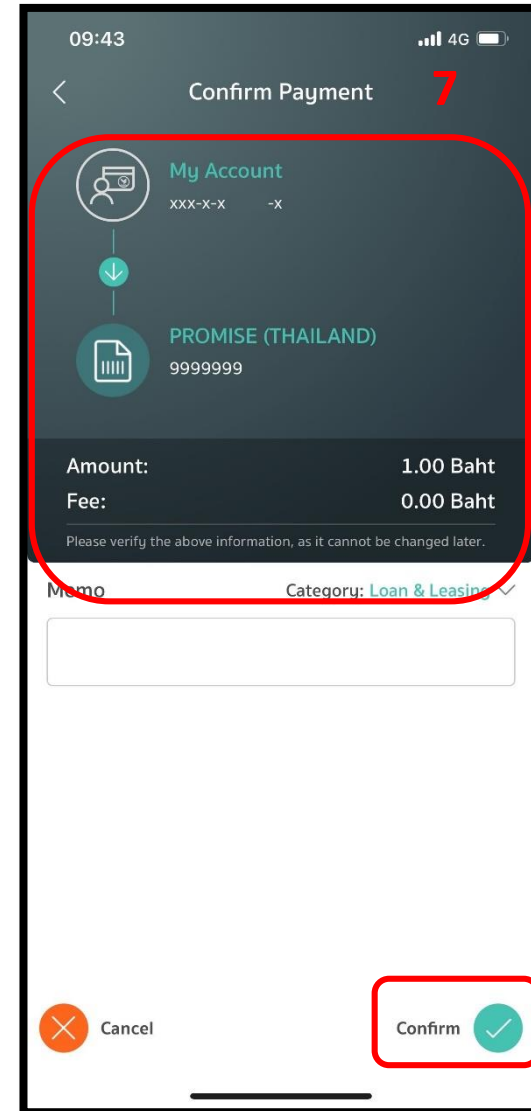 09:43 4G
Confirm Payment 7
My Account
xxx-x-x -x
PROMISE (THAILAND)
9999999
Amount: 1.00 Baht
Fee: 0.00 Baht
Please verify the above information, as it cannot be changed later.
Memo Category: Loan & Leasing
Cancel Confirm